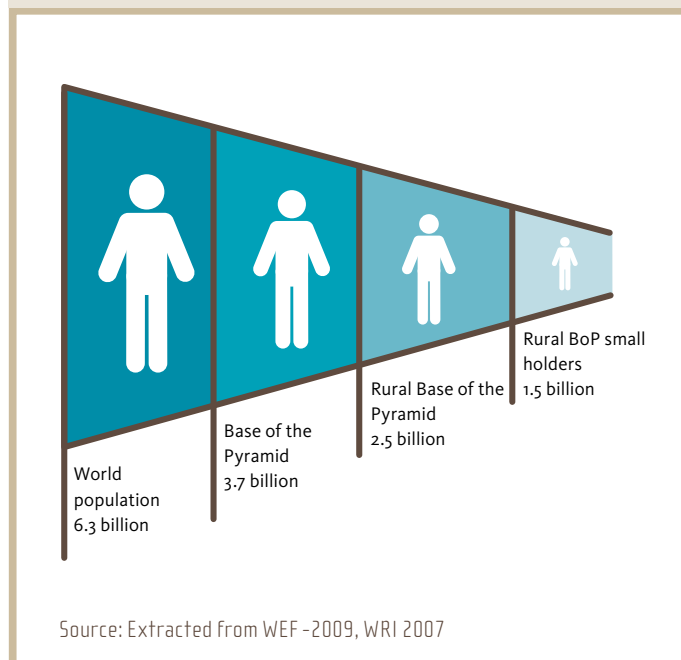 World
population
6.3 billion
Base of the
Pyramid
3.7 billion
Rural Base of the
Pyramid
2.5 billion
Rural BoP small
holders
1.5 billion
Source: Extracted from WEF -2009, WRI 2007